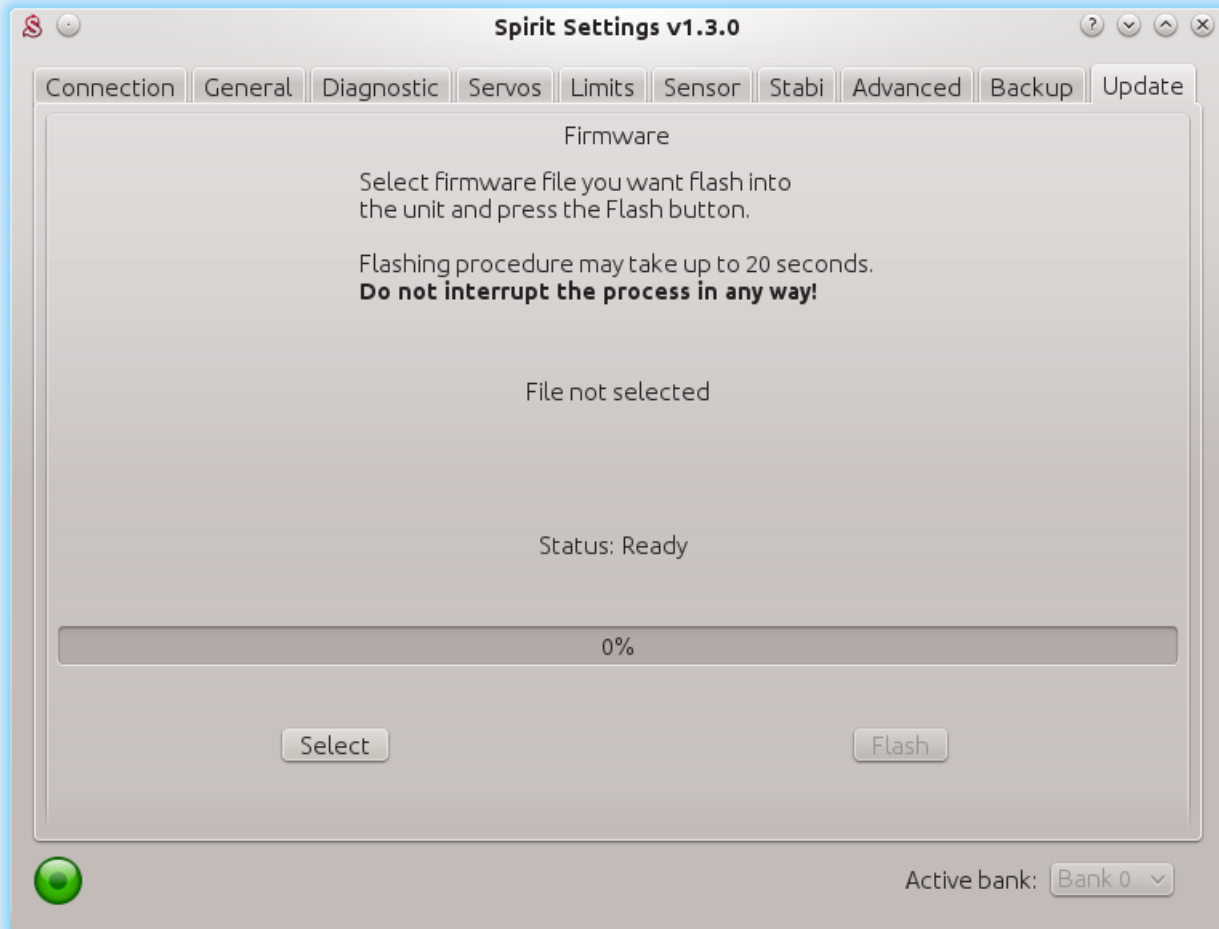 Spirit Settings v1.3.0
Connection General Diagnostic Servos Limits Sensor Stabi Advanced Backup Update
Firmware
Select firmware file you want flash into
the unit and press the Flash button.
Flashing procedure may take up to 20 seconds.
Do not interrupt the process in any way!
File not selected
Status: Ready
0%
Select Flash
Active bank: Bank 0